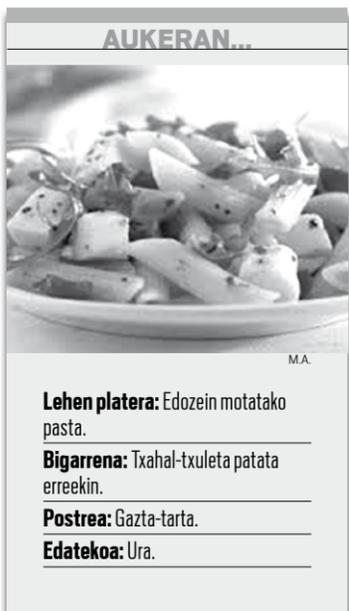 AUKERAN...
M.A.
Lehen platera: Edozein motatako
pasta.
Bigarrena: Txahal-txuleta patata
erreekin.
Postrea: Gazta-tarta.
Edatekoa: Ura.